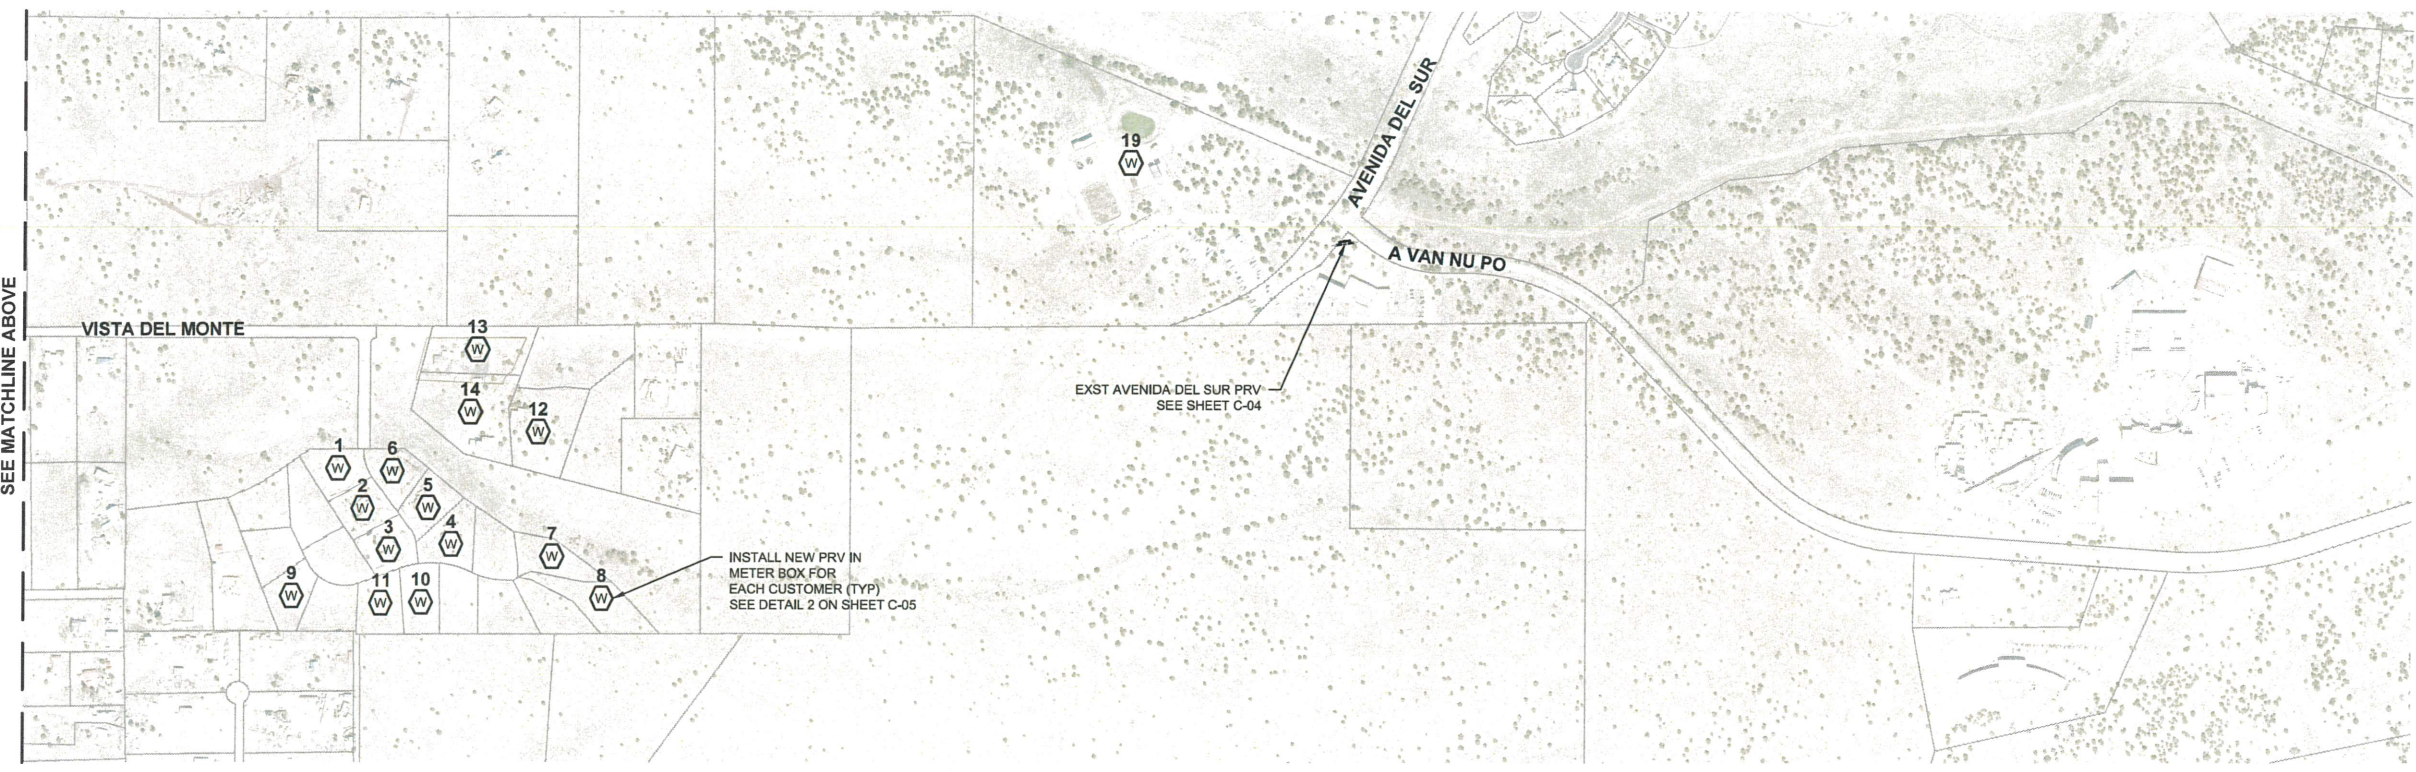 SEE MATCHLINE ABOVE
AVENIDA DEL SUR
19
W
A VAN NU PO
VISTA DEL MONTE
13
W
14
W
12
W
EXST AVENIDA DEL SUR PRV
SEE SHEET C-04
1
W
6
W
2
W
5
W
3
W
4
W
7
W
8
W
9
W
11
W
10
W
INSTALL NEW PRV IN
METER BOX FOR
EACH CUSTOMER (TYP)
SEE DETAIL 2 ON SHEET C-05